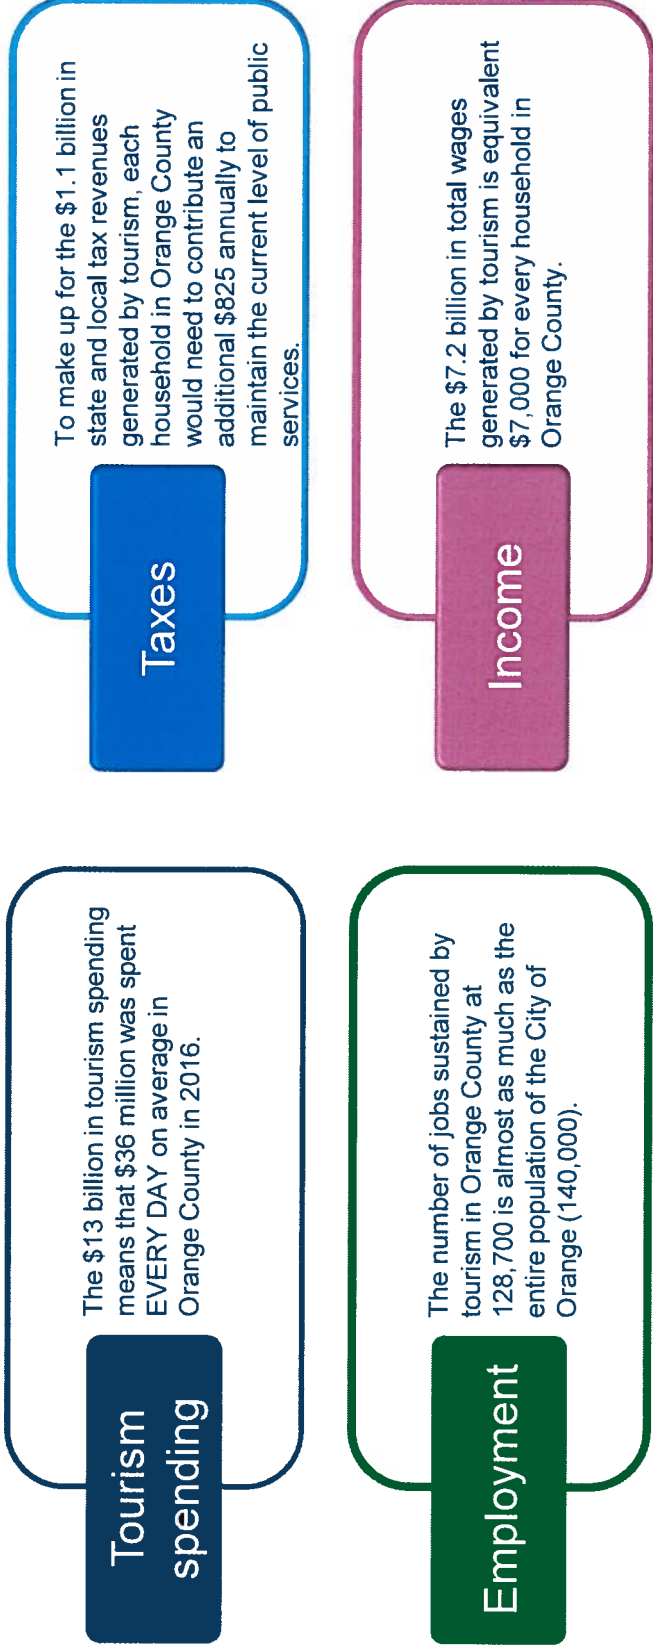 Tourism
spending
The $13 billion in tourism spending
means that $36 million was spent
EVERY DAY on average in
Orange County in 2016.
Taxes
To make up for the $1.1 billion in
state and local tax revenues
generated by tourism, each
household in Orange County
would need to contribute an
additional $825 annually to
maintain the current level of public
services.
Employment
The number of jobs sustained by
tourism in Orange County at
128,700 is almost as much as the
entire population of the City of
Orange (140,000).
Income
The $7.2 billion in total wages
generated by tourism is equivalent
$7,000 for every household in
Orange County.